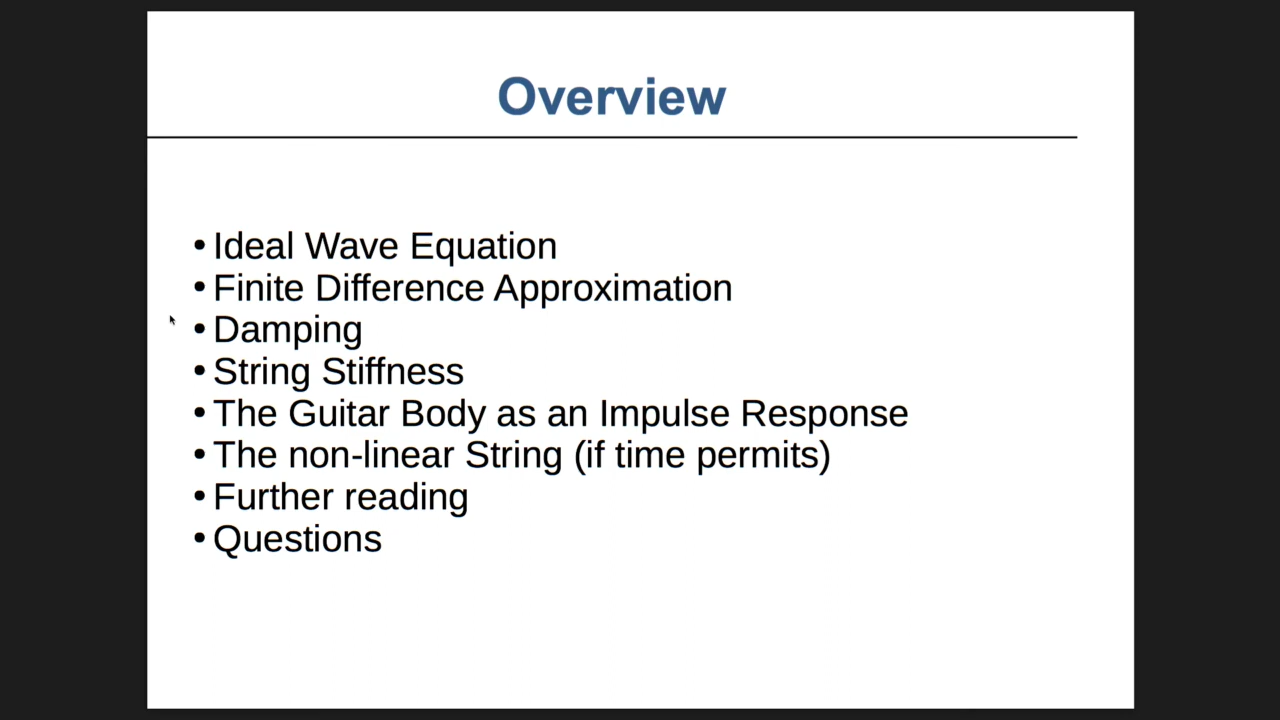 Overview
• Ideal Wave Equation
• Finite Difference Approximation
• Damping
• String Stiffness
• The Guitar Body as an Impulse Response
• The non-linear String (if time permits)
• Further reading
• Questions